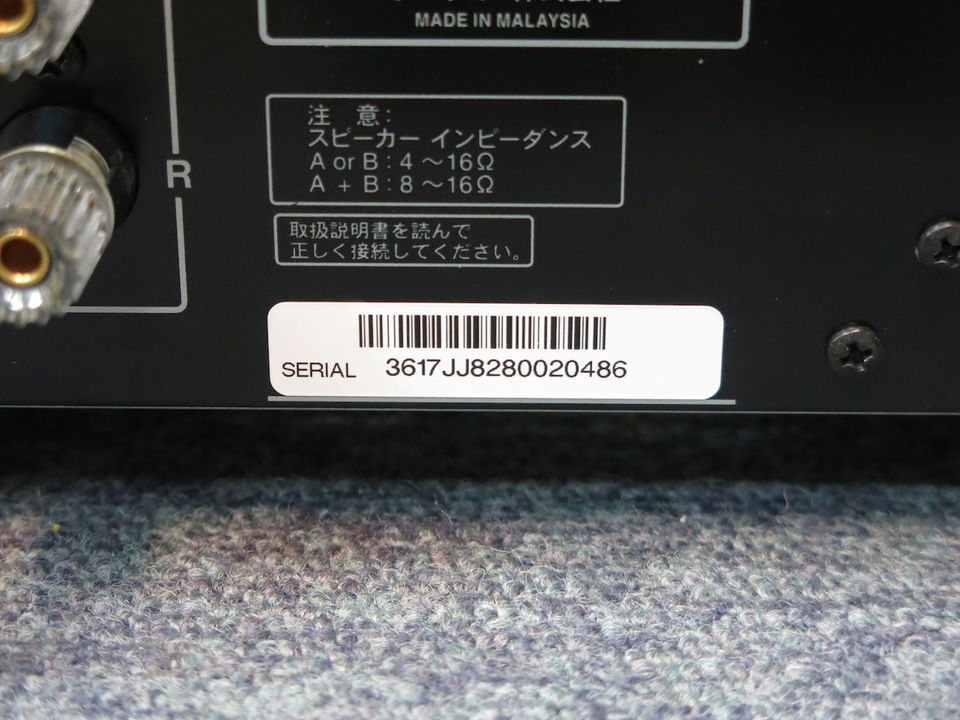 MADE IN MALAYSIA
R
注 意:
スピーカー インピーダンス
A or B : 4 ～16Ω
A + B : 8 ～16Ω
取扱説明書を読んで
正しく接続してください。
SERIAL 3617JJ8280020486